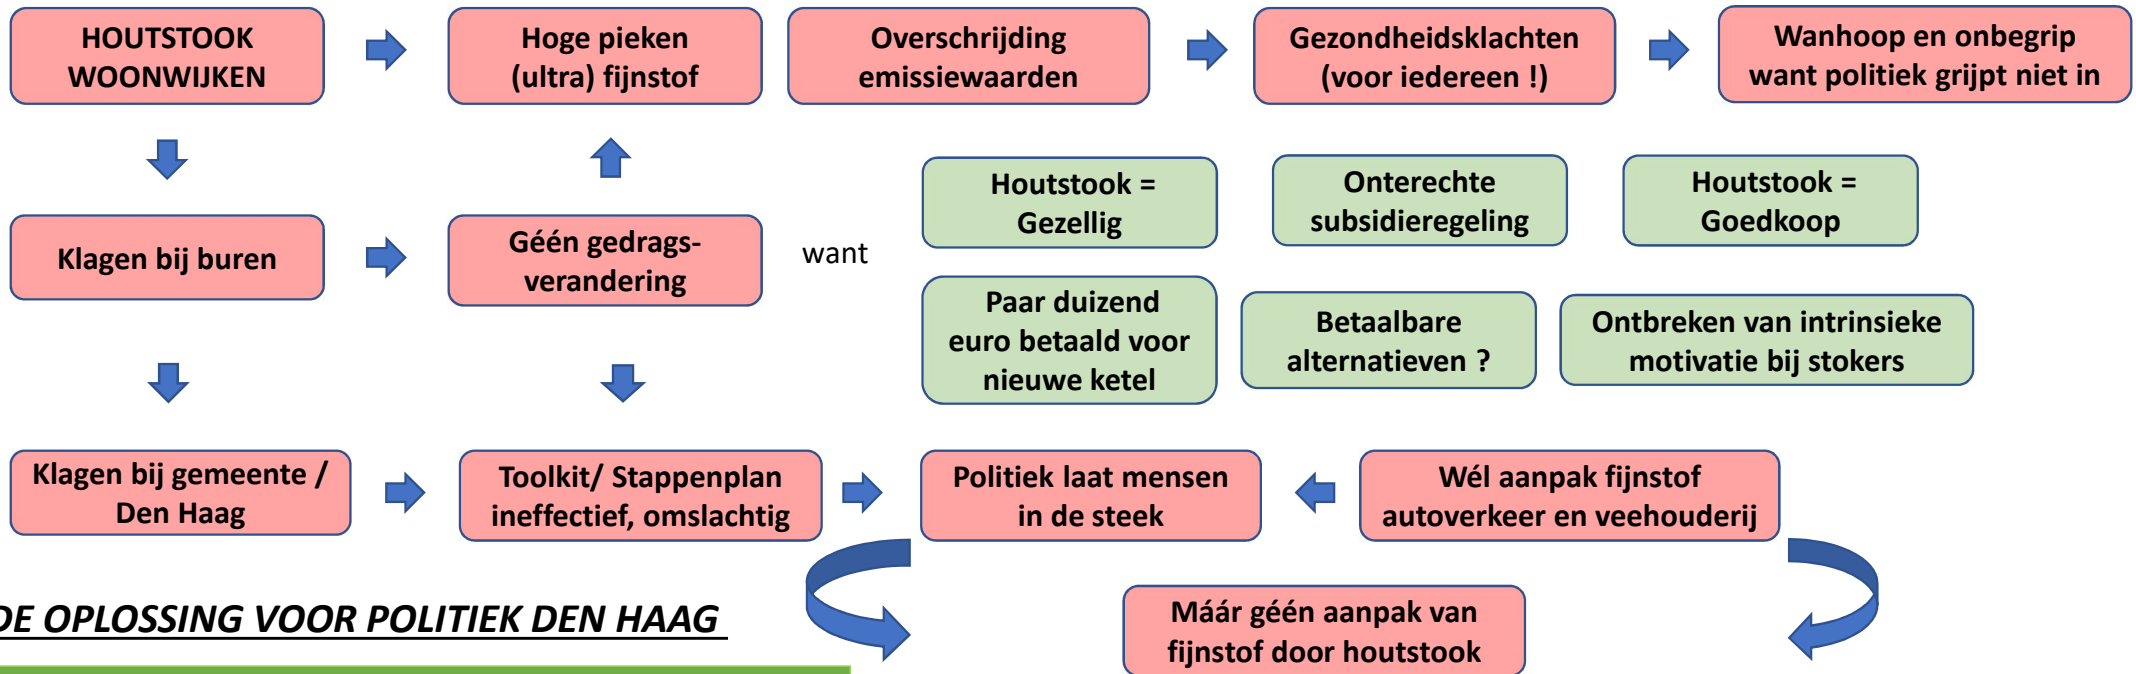 HOUTSTOOK
WOONWIJKEN
Hoge pieken
(ultra) fijnstof
Overschrijding
emissiewaarden
Gezondheidsklachten
(voor iedereen !)
Wanhoop en onbegrip
want politiek grijpt niet in
Klagen bij buren
Géén gedrags-
verandering
want
Houtstook =
Gezellig
Onterechte
subsidieregeling
Houtstook =
Goedkoop
Paar duizend
euro betaald voor
nieuwe ketel
Betaalbare
alternatieven ?
Ontbreken van intrinsieke
motivatie bij stokers
Klagen bij gemeente /
Den Haag
Toolkit/ Stappenplan
ineffectief, omslachtig
Politiek laat mensen
in de steek
Wél aanpak fijnstof
autoverkeer en veehouderij
Máár géén aanpak van
fijnstof door houtstook
DE OPLOSSING VOOR POLITIEK DEN HAAG